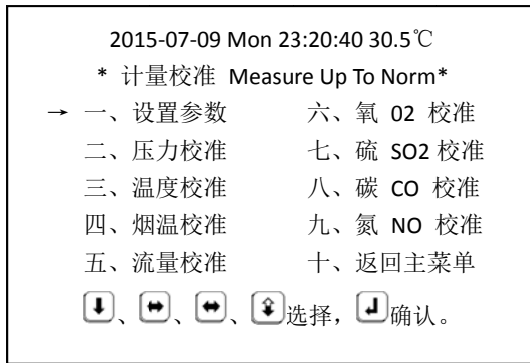 2015-07-09 Mon 23:20:40 30.5℃
* 计量校准 Measure Up To Norm*
→ 一、设置参数 六、氧 02 校准
二、压力校准 七、硫 SO2 校准
三、温度校准 八、碳 CO 校准
四、烟温校准 九、氮 NO 校准
五、流量校准 十、返回主菜单
⬇、⬌、⬌、⇳选择，↲确认。